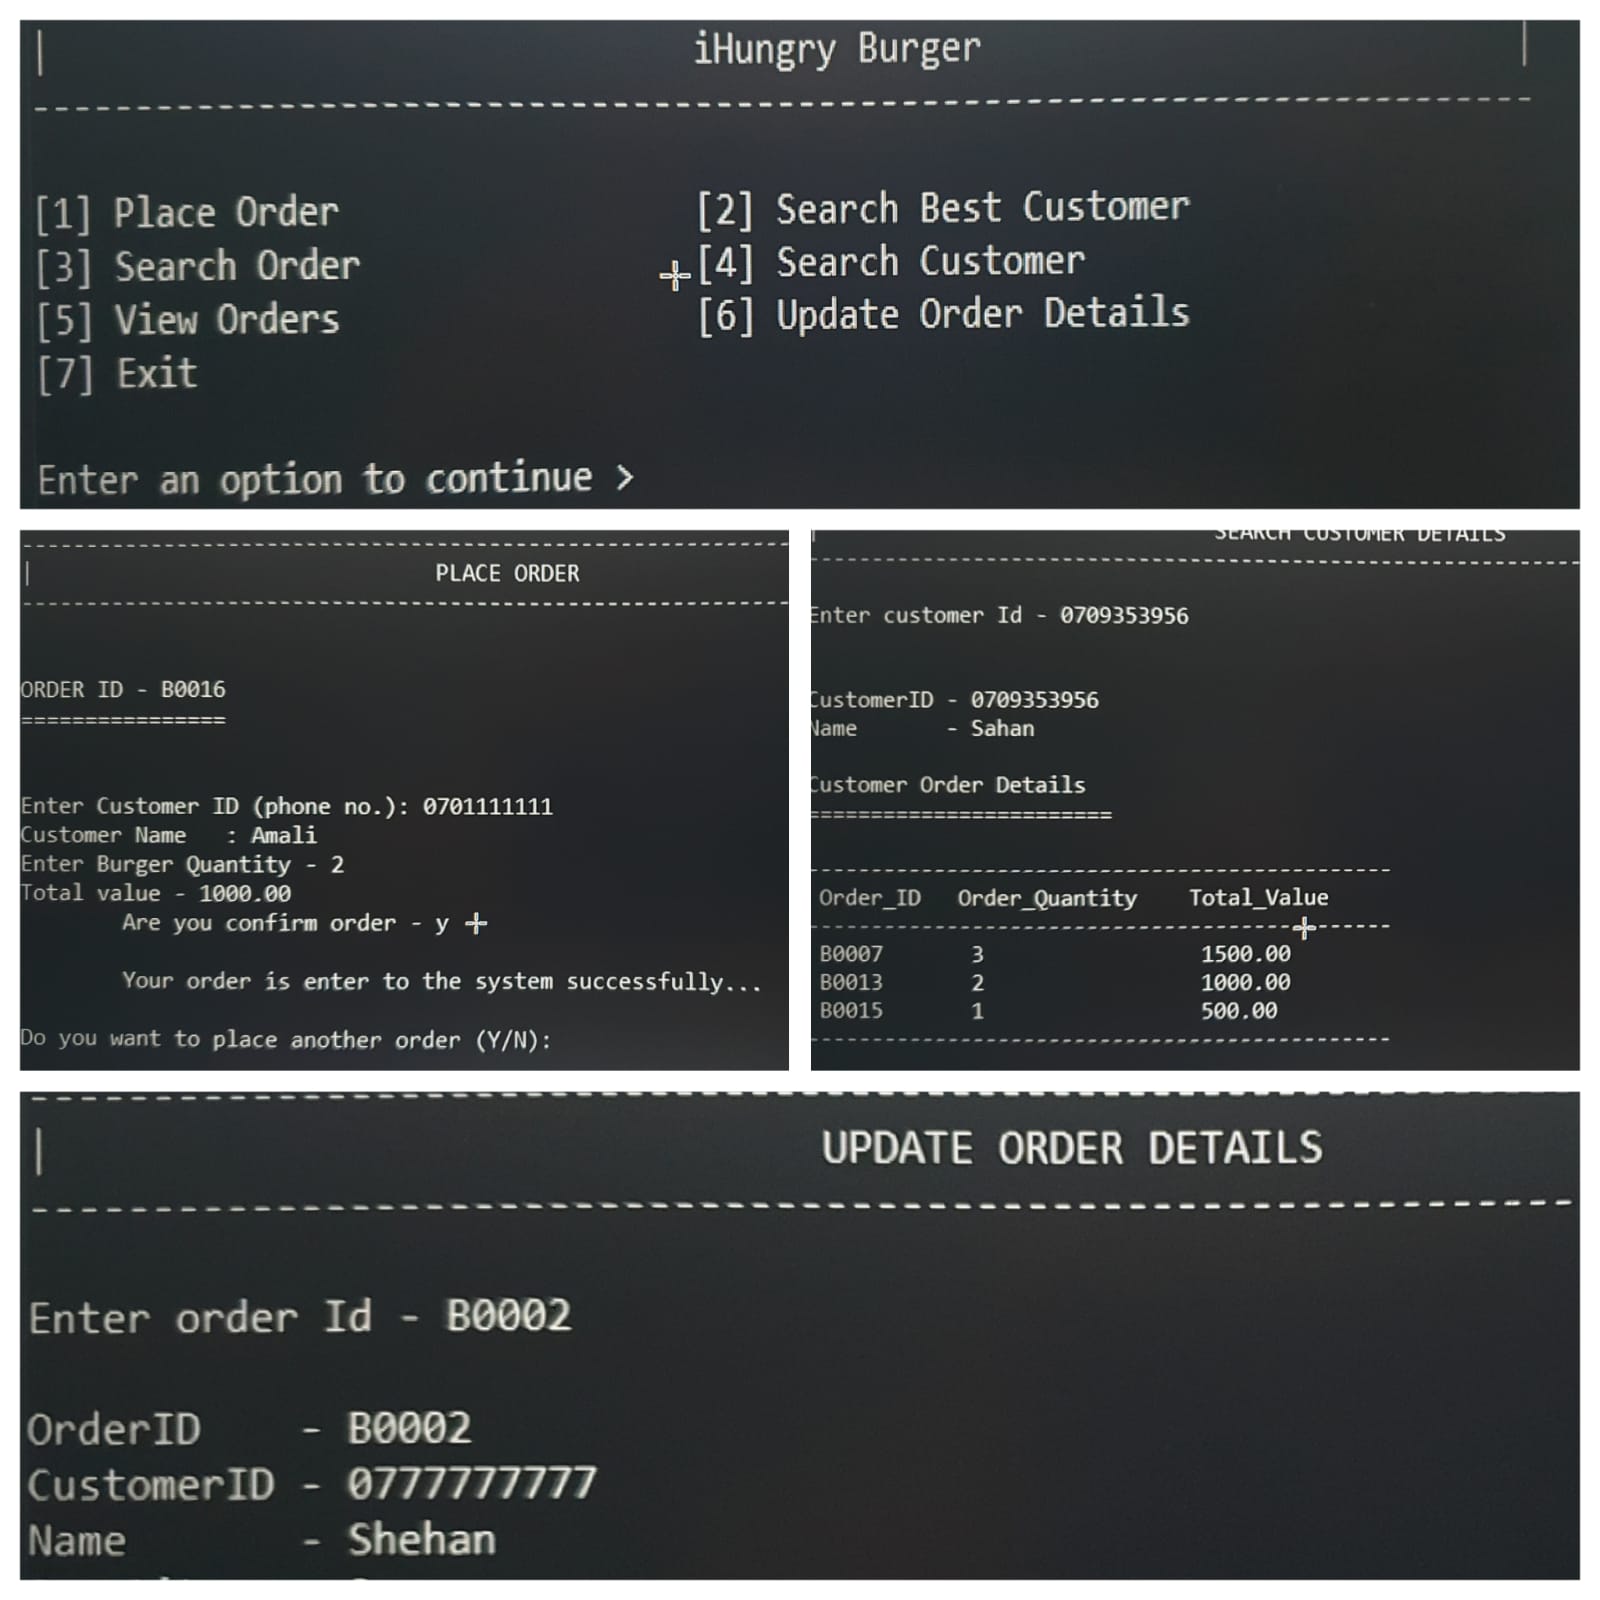 iHungry Burger
[1] Place Order [2] Search Best Customer
[3] Search Order [4] Search Customer
[5] View Orders [6] Update Order Details
[7] Exit
Enter an option to continue >
PLACE ORDER
ORDER ID - B0016
================
Enter Customer ID (phone no.): 0701111111
Customer Name : Amali
Enter Burger Quantity - 2
Total value - 1000.00
Are you confirm order - y
Your order is enter to the system successfully...
Do you want to place another order (Y/N):
SEARCH CUSTOMER DETAILS
Enter customer Id - 0709353956
CustomerID - 0709353956
Name - Sahan
Customer Order Details
=======================
Order_ID Order_Quantity Total_Value
B0007 3 1500.00
B0013 2 1000.00
B0015 1 500.00
UPDATE ORDER DETAILS
Enter order Id - B0002
OrderID - B0002
CustomerID - 0777777777
Name - Shehan